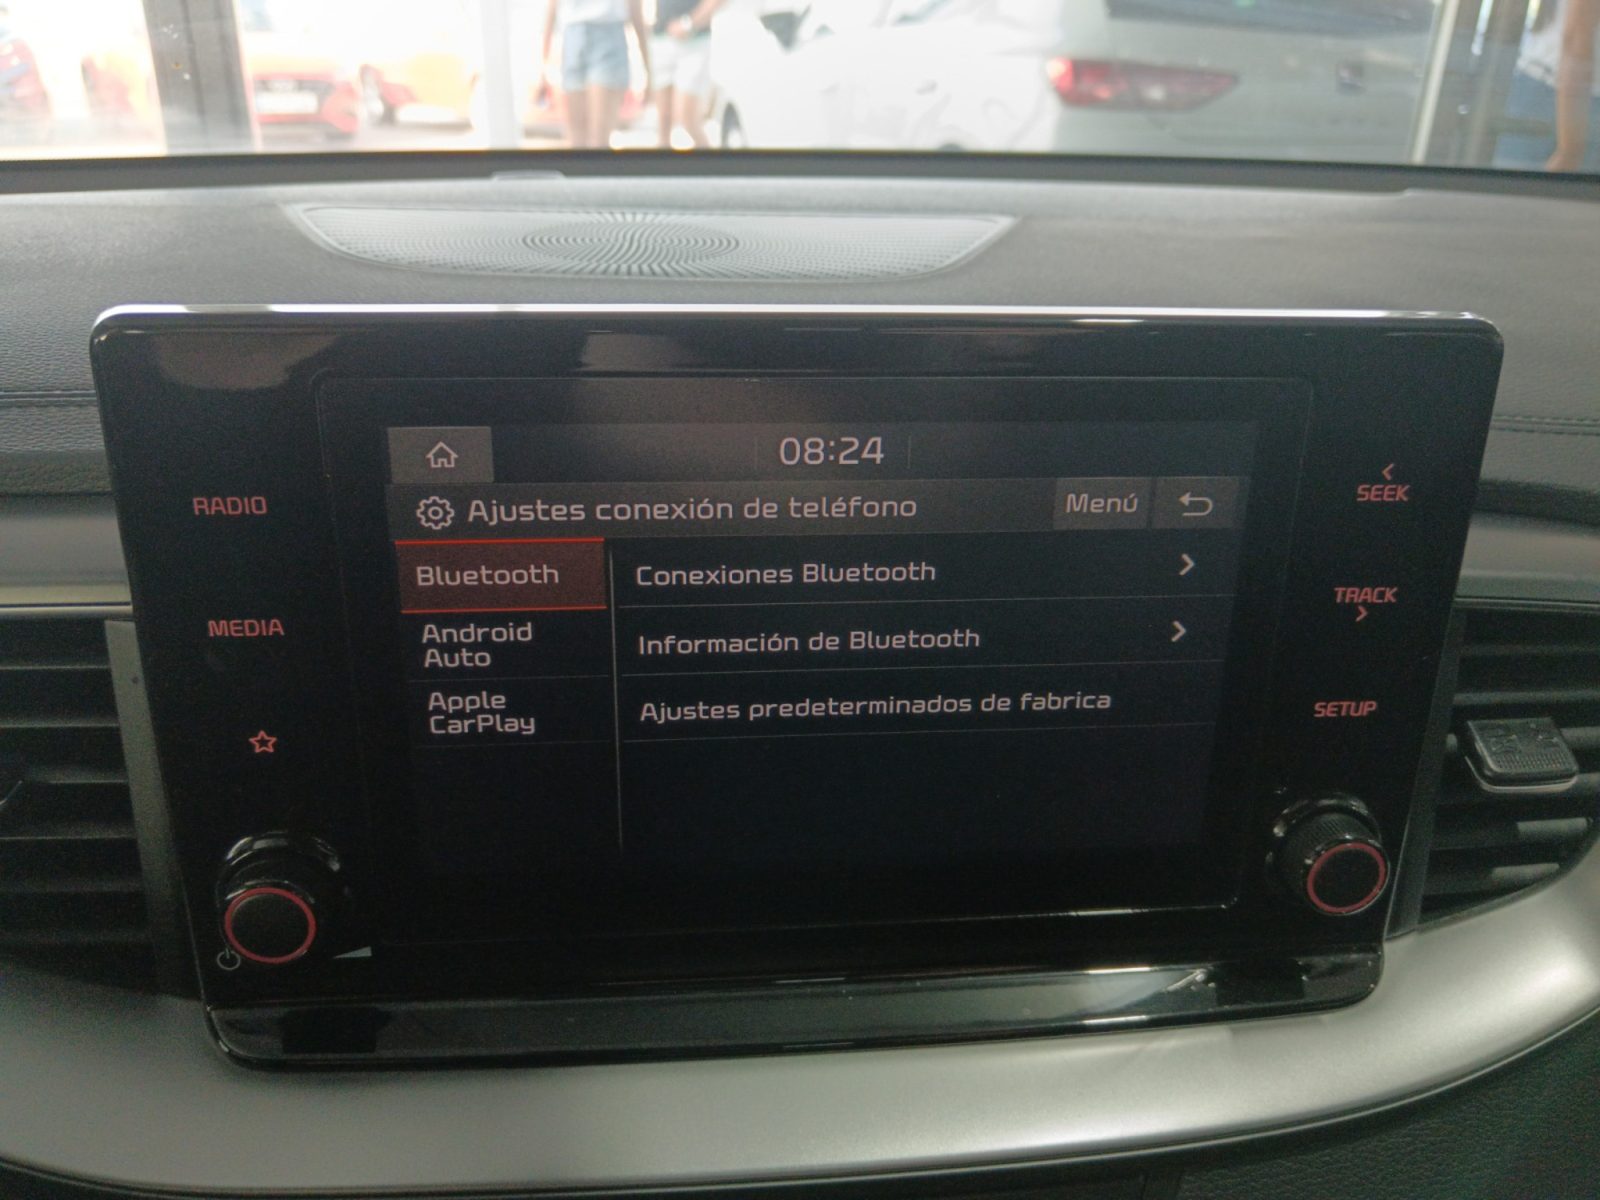 08:24
Ajustes conexión de teléfono
Menú
RADIO
MEDIA
Bluetooth
Android
Auto
Apple
CarPlay
Conexiones Bluetooth
Información de Bluetooth
Ajustes predeterminados de fabrica
SEEK
TRACK
SETUP